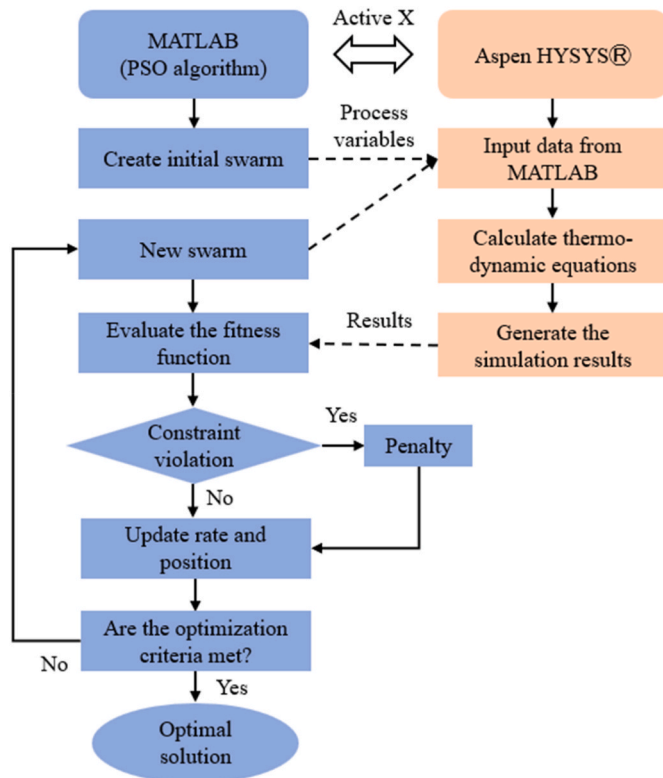 MATLAB
(PSO algorithm)
Active X
Aspen HYSYS®
Create initial swarm
Process
variables
Input data from
MATLAB
New swarm
Calculate thermo-
dynamic equations
Evaluate the fitness
function
Results
Generate the
simulation results
Constraint
violation
Yes
Penalty
No
Update rate and
position
Are the optimization
criteria met?
No
Yes
Optimal
solution